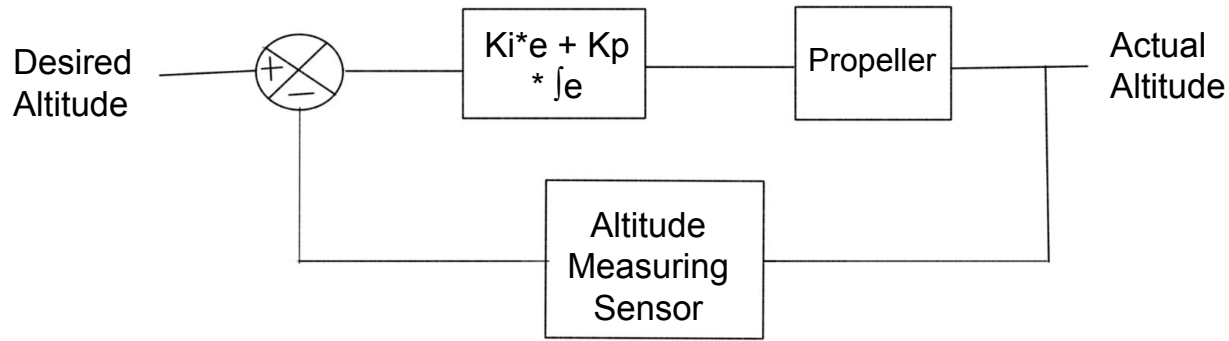 Desired
Altitude
+
−
Ki*e + Kp
* ∫e
Propeller
Actual
Altitude
Altitude
Measuring
Sensor